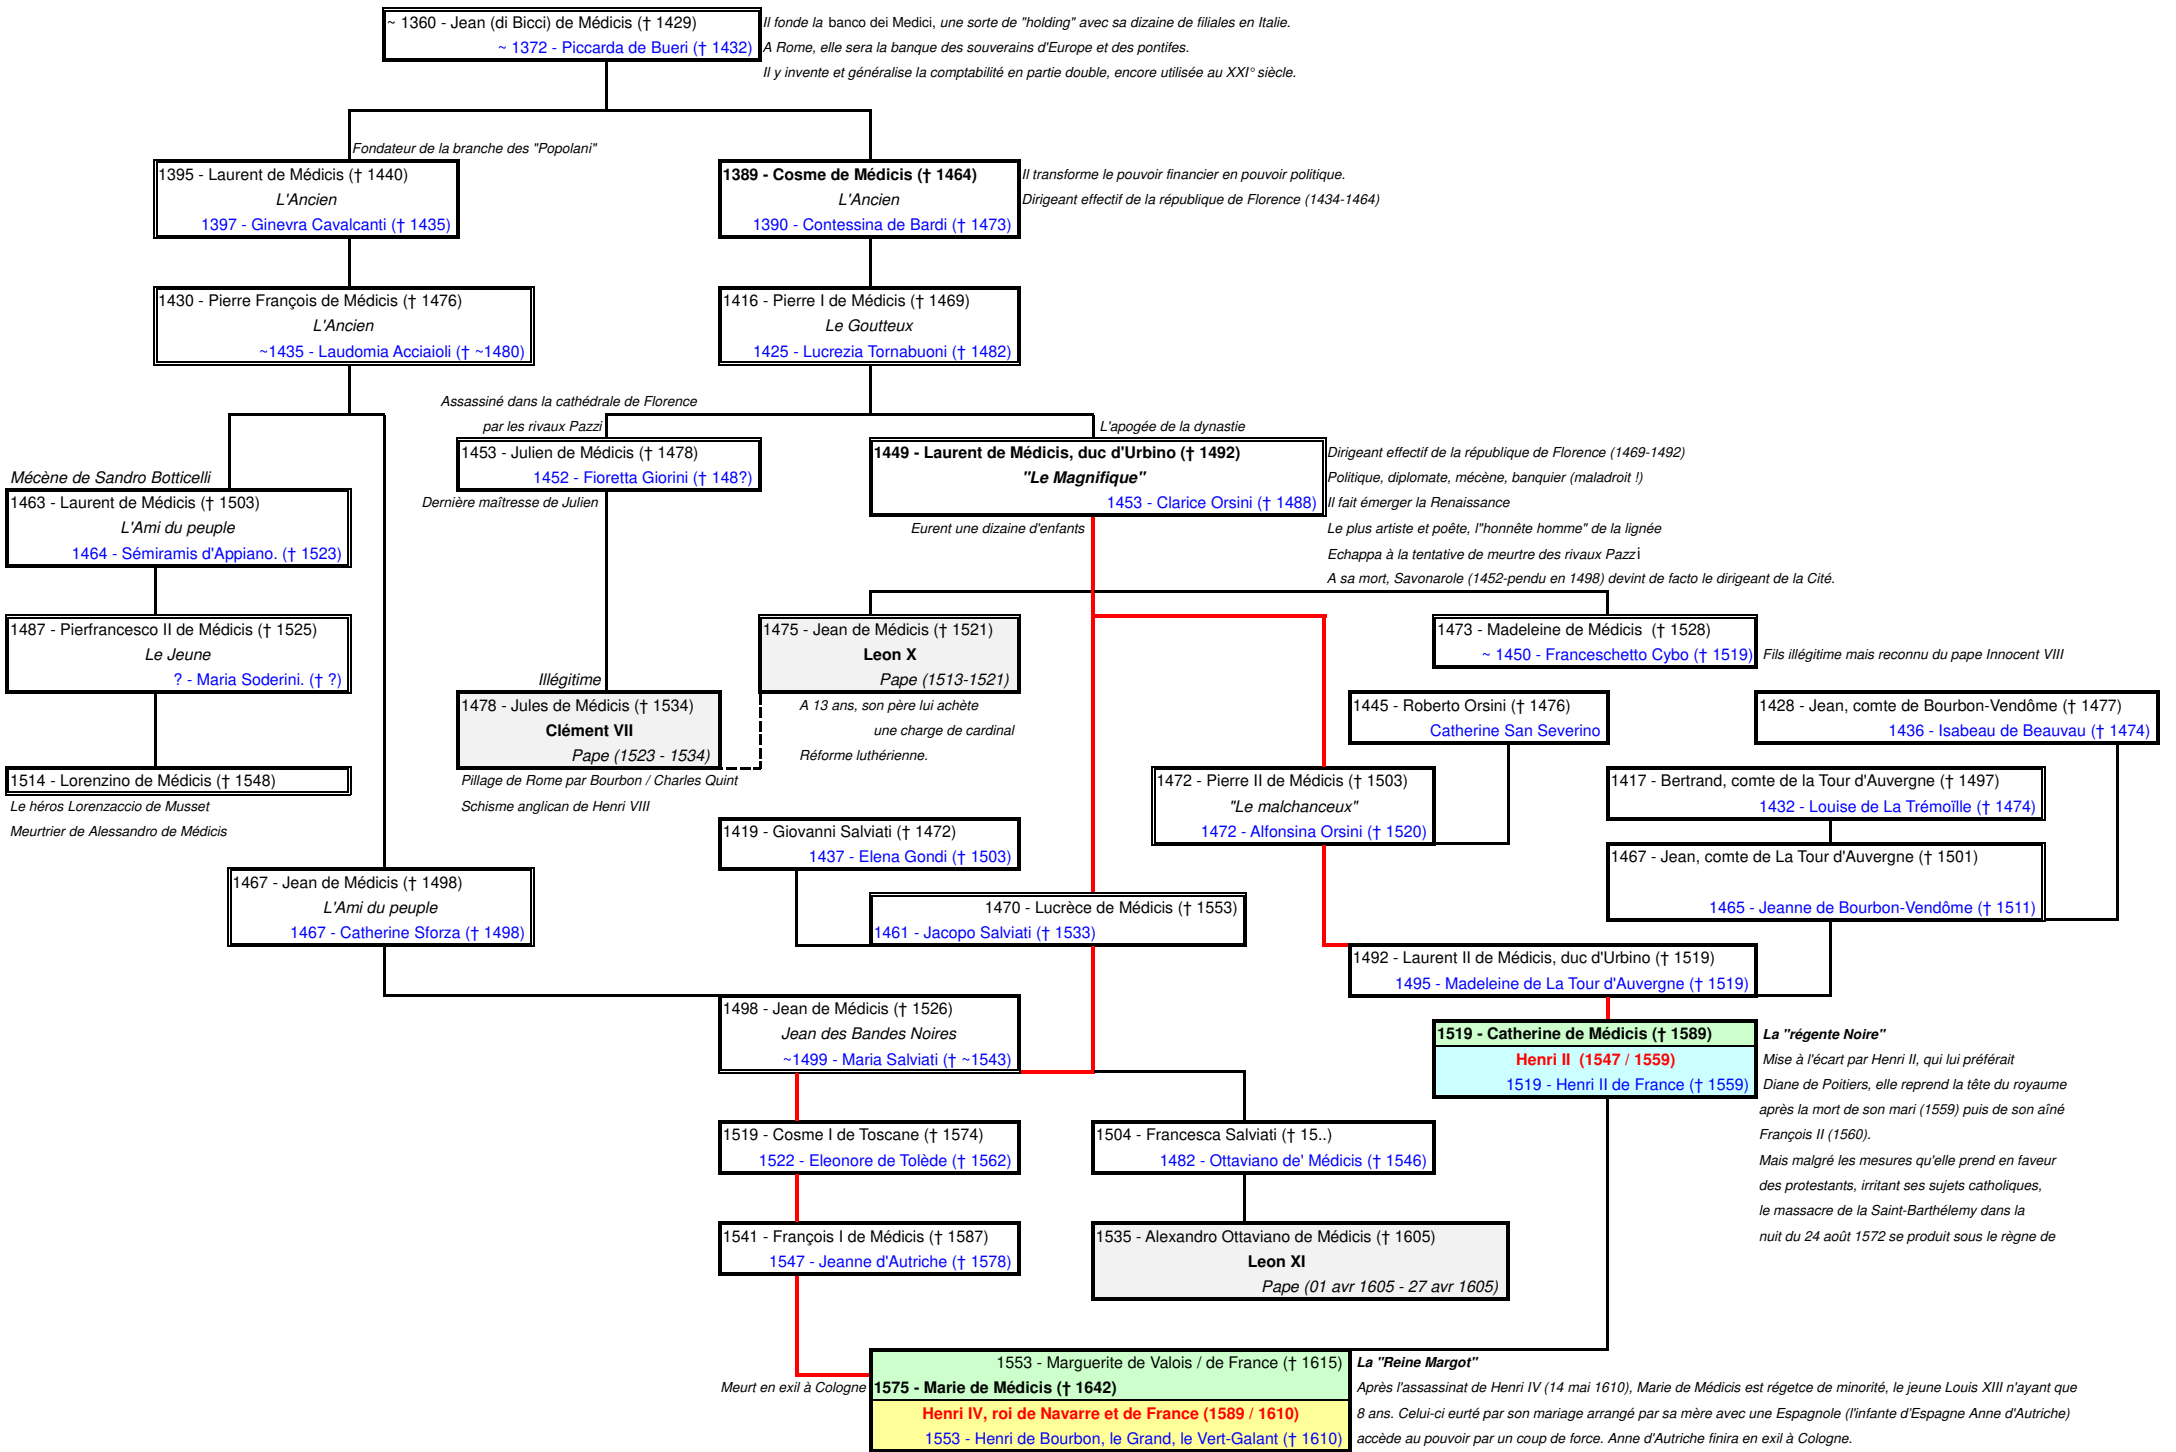 ~ 1360 - Jean (di Bicci) de Médicis († 1429)
~ 1372 - Piccarda de Bueri († 1432)
Il fonde la banco dei Medici, une sorte de "holding" avec sa dizaine de filiales en Italie.
A Rome, elle sera la banque des souverains d'Europe et des pontifes.
Il y invente et généralise la comptabilité en partie double, encore utilisée au XXI° siècle.
Fondateur de la branche des "Popolani"
1395 - Laurent de Médicis († 1440)
L'Ancien
1397 - Ginevra Cavalcanti († 1435)
1389 - Cosme de Médicis († 1464)
L'Ancien
1390 - Contessina de Bardi († 1473)
Il transforme le pouvoir financier en pouvoir politique.
Dirigeant effectif de la république de Florence (1434-1464)
1430 - Pierre François de Médicis († 1476)
L'Ancien
~1435 - Laudomia Acciaioli († ~1480)
1416 - Pierre I de Médicis († 1469)
Le Goutteux
1425 - Lucrezia Tornabuoni († 1482)
Assassiné dans la cathédrale de Florence
par les rivaux Pazzi
L'apogée de la dynastie
1453 - Julien de Médicis († 1478)
1452 - Fioretta Giorini († 148?)
Dernière maîtresse de Julien
1449 - Laurent de Médicis, duc d'Urbino († 1492)
"Le Magnifique"
1453 - Clarice Orsini († 1488)
Eurent une dizaine d'enfants
Dirigeant effectif de la république de Florence (1469-1492)
Politique, diplomate, mécène, banquier (maladroit !)
Il fait émerger la Renaissance
Le plus artiste et poête, l'"honnête homme" de la lignée
Echappa à la tentative de meurtre des rivaux Pazzi
A sa mort, Savonarole (1452-pendu en 1498) devint de facto le dirigeant de la Cité.
Mécène de Sandro Botticelli
1463 - Laurent de Médicis († 1503)
L'Ami du peuple
1464 - Sémiramis d'Appiano. († 1523)
1487 - Pierfrancesco II de Médicis († 1525)
Le Jeune
? - Maria Soderini. († ?)
Illégitime
1478 - Jules de Médicis († 1534)
Clément VII
Pape (1523 - 1534)
Pillage de Rome par Bourbon / Charles Quint
Schisme anglican de Henri VIII
1475 - Jean de Médicis († 1521)
Leon X
Pape (1513-1521)
A 13 ans, son père lui achète
une charge de cardinal
Réforme luthérienne.
1473 - Madeleine de Médicis († 1528)
~ 1450 - Franceschetto Cybo († 1519)
Fils illégitime mais reconnu du pape Innocent VIII
1445 - Roberto Orsini († 1476)
Catherine San Severino
1428 - Jean, comte de Bourbon-Vendôme († 1477)
1436 - Isabeau de Beauvau († 1474)
1514 - Lorenzino de Médicis († 1548)
Le héros Lorenzaccio de Musset
Meurtrier de Alessandro de Médicis
1472 - Pierre II de Médicis († 1503)
"Le malchanceux"
1472 - Alfonsina Orsini († 1520)
1417 - Bertrand, comte de la Tour d'Auvergne († 1497)
1432 - Louise de La Trémoïlle († 1474)
1419 - Giovanni Salviati († 1472)
1437 - Elena Gondi († 1503)
1467 - Jean, comte de La Tour d'Auvergne († 1501)
1465 - Jeanne de Bourbon-Vendôme († 1511)
1467 - Jean de Médicis († 1498)
L'Ami du peuple
1467 - Catherine Sforza († 1498)
1470 - Lucrèce de Médicis († 1553)
1461 - Jacopo Salviati († 1533)
1492 - Laurent II de Médicis, duc d'Urbino († 1519)
1495 - Madeleine de La Tour d'Auvergne († 1519)
1498 - Jean de Médicis († 1526)
Jean des Bandes Noires
~1499 - Maria Salviati († ~1543)
1519 - Catherine de Médicis († 1589)
Henri II (1547 / 1559)
1519 - Henri II de France († 1559)
La "régente Noire"
Mise à l'écart par Henri II, qui lui préférait
Diane de Poitiers, elle reprend la tête du royaume
après la mort de son mari (1559) puis de son aîné
François II (1560).
Mais malgré les mesures qu'elle prend en faveur
des protestants, irritant ses sujets catholiques,
le massacre de la Saint-Barthélemy dans la
nuit du 24 août 1572 se produit sous le règne de
1519 - Cosme I de Toscane († 1574)
1522 - Eleonore de Tolède († 1562)
1504 - Francesca Salviati († 15..)
1482 - Ottaviano de' Médicis († 1546)
1541 - François I de Médicis († 1587)
1547 - Jeanne d'Autriche († 1578)
1535 - Alexandro Ottaviano de Médicis († 1605)
Leon XI
Pape (01 avr 1605 - 27 avr 1605)
Meurt en exil à Cologne
1553 - Marguerite de Valois / de France († 1615)
1575 - Marie de Médicis († 1642)
Henri IV, roi de Navarre et de France (1589 / 1610)
1553 - Henri de Bourbon, le Grand, le Vert-Galant († 1610)
La "Reine Margot"
Après l'assassinat de Henri IV (14 mai 1610), Marie de Médicis est régetce de minorité, le jeune Louis XIII n'ayant que
8 ans. Celui-ci eurté par son mariage arrangé par sa mère avec une Espagnole (l'infante d'Espagne Anne d'Autriche)
accède au pouvoir par un coup de force. Anne d'Autriche finira en exil à Cologne.